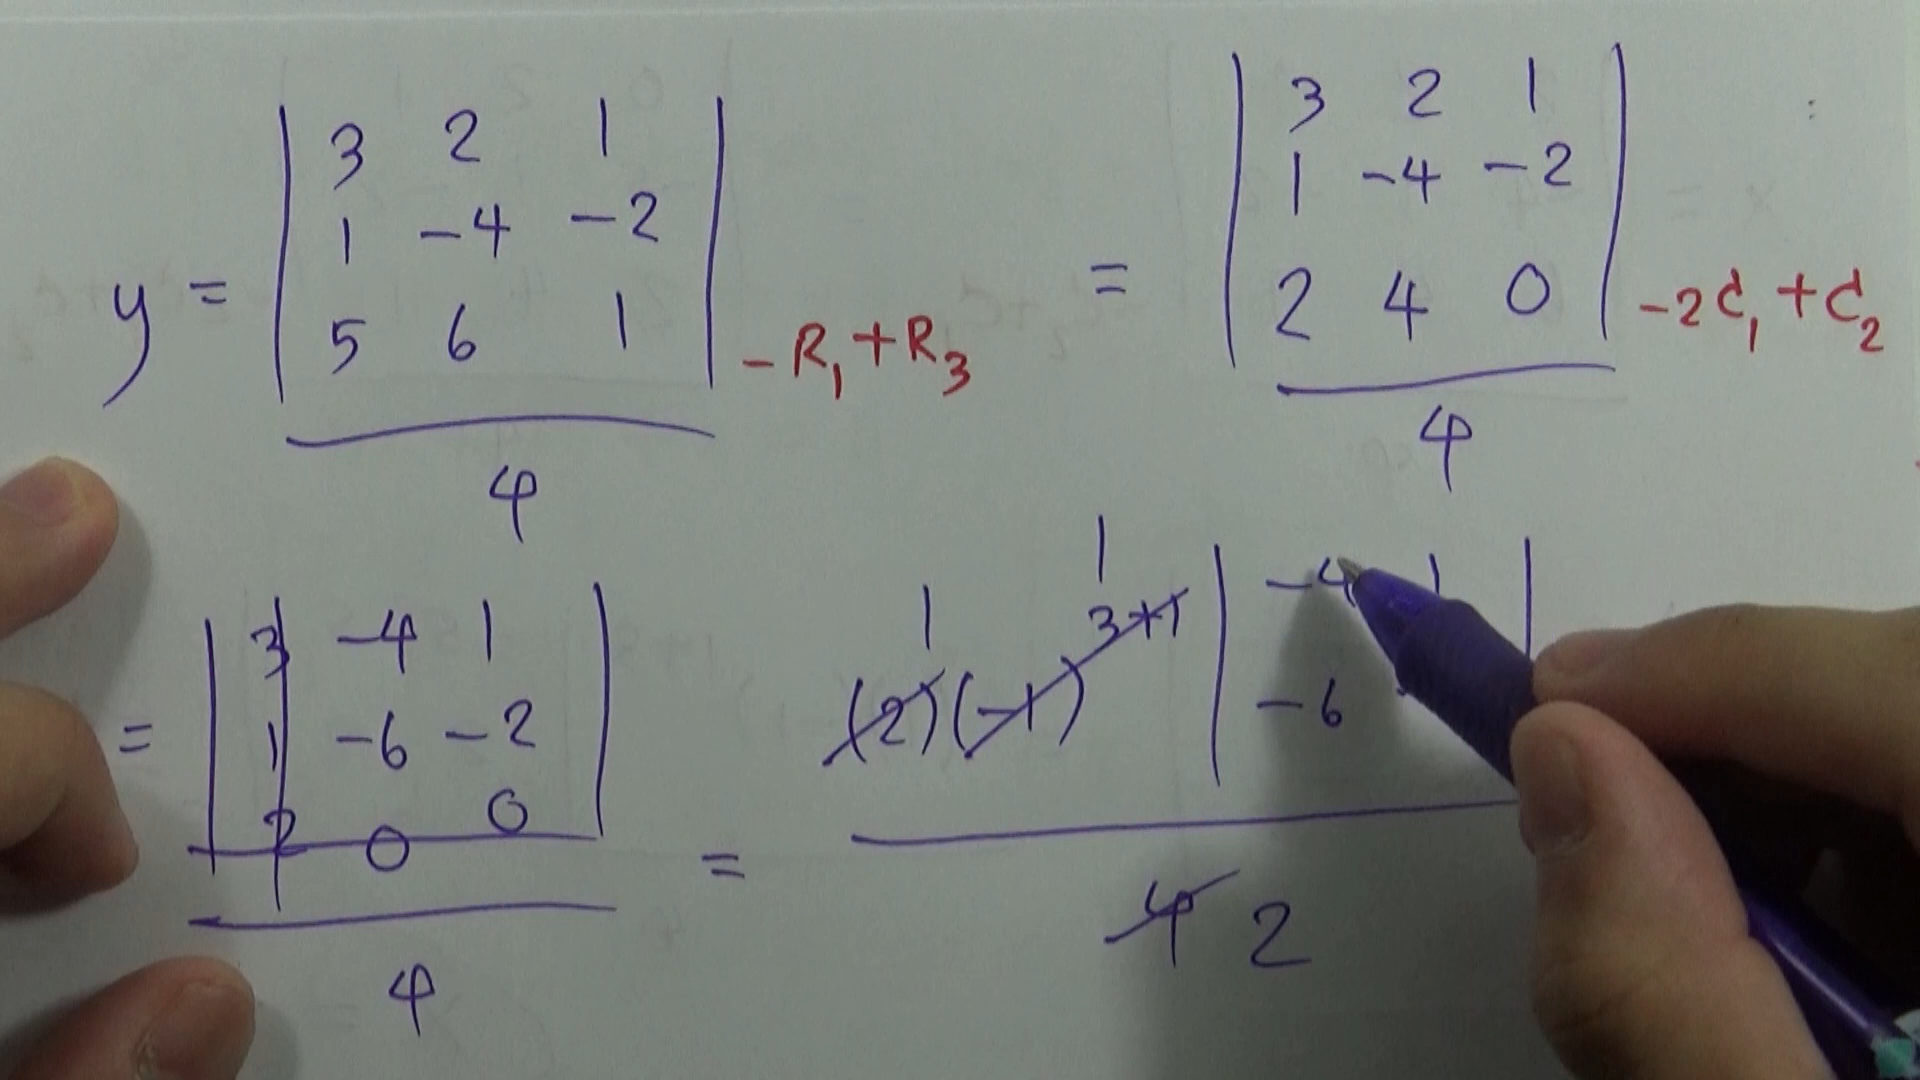 3 2 1
1 -4 -2
y =
5 6 1
-R₁+R₃
4
=
3 2 1
1 -4 -2
2 4 0
-2C₁+C₂
4
=
3 -4 1
1 -6 -2
2 0 0
4
=
1 1
(2)(-1)³⁺¹
-4 1
-6
4 2